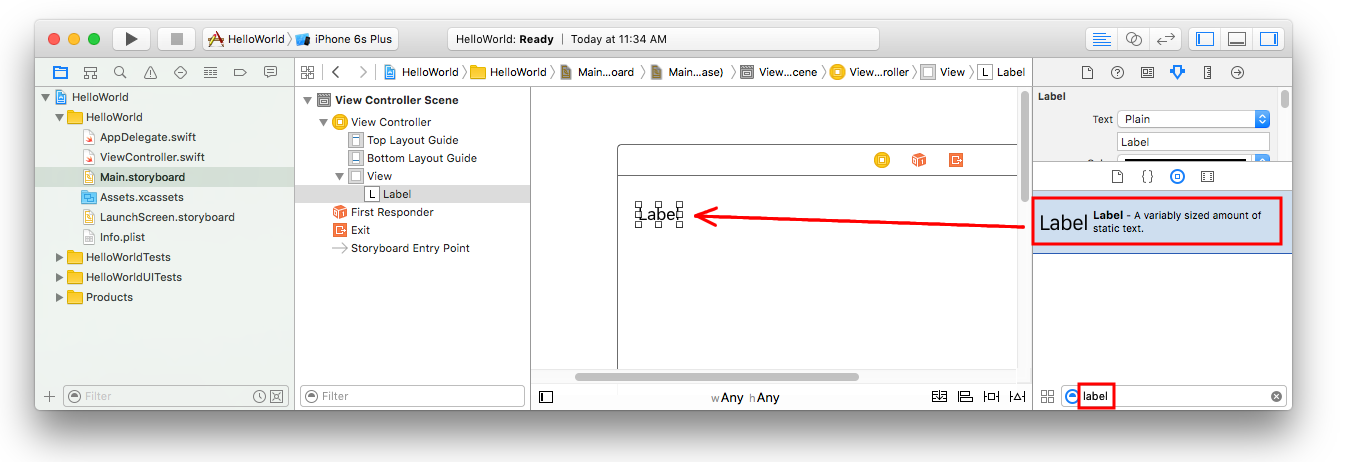 HelloWorld
iPhone 6s Plus
HelloWorld: Ready | Today at 11:34 AM
HelloWorld
HelloWorld
AppDelegate.swift
ViewController.swift
Main.storyboard
Assets.xcassets
LaunchScreen.storyboard
Info.plist
HelloWorldTests
HelloWorldUITests
Products
Filter
HelloWorld
HelloWorld
Main...oard
Main...ase)
View...cene
View...roller
View
L Label
View Controller Scene
View Controller
Top Layout Guide
Bottom Layout Guide
View
L Label
First Responder
Exit
Storyboard Entry Point
Filter
Label
wAny hAny
Label
Text Plain
Label
Label Label - A variably sized amount of
static text.
label